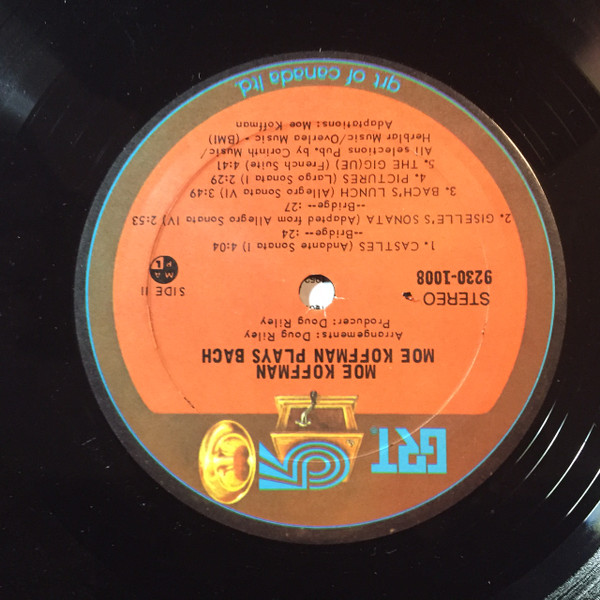 GRT®
MOE KOFFMAN
MOE KOFFMAN PLAYS BACH
Arrangements: Doug Riley
Producer: Doug Riley
STEREO
9230-1008
SIDE II
MAPL
1. CASTLES (Andante Sonata I) 4:04
--Bridge-- :24
2. GISELLE'S SONATA (Adapted from Allegro Sonata IV) 2:53
--Bridge-- :27
3. BACH'S LUNCH (Allegro Sonata VI) 3:49
4. PICTURES (Largo Sonata I) 2:29
5. THE GIG(UE) (French Suite) 4:41
All selections Pub. by Corinth Music/
Herblar Music/Overlea Music - (BMI)
Adaptations: Moe Koffman
grt of canada ltd.